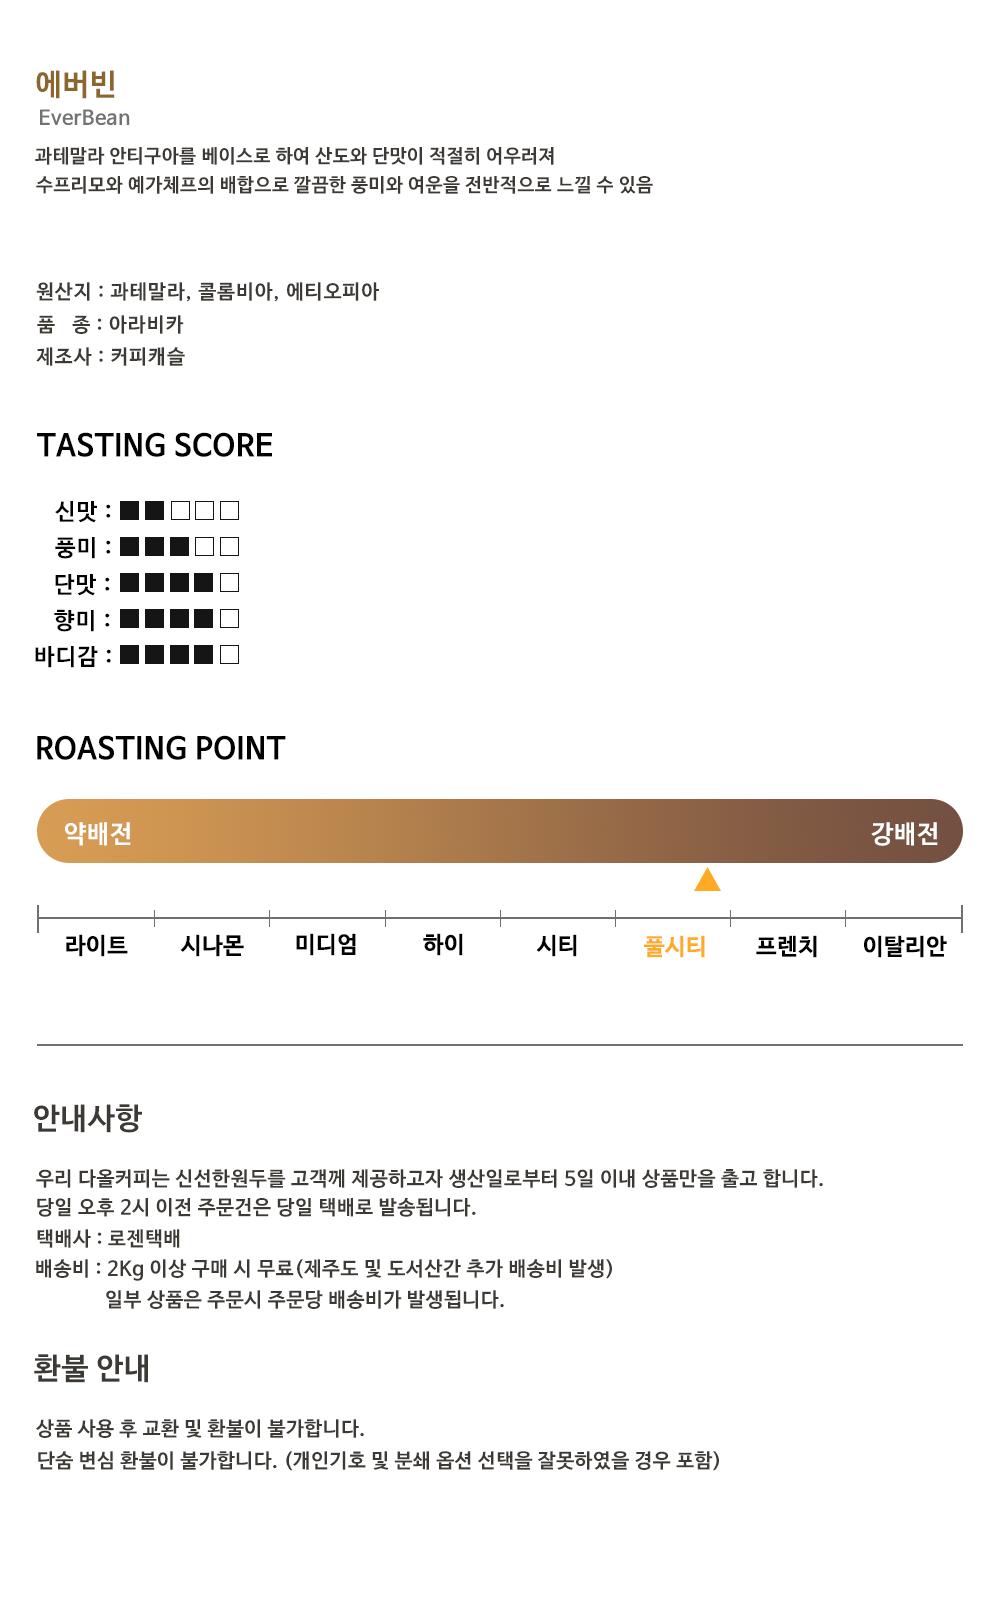 에버빈
EverBean
과테말라 안티구아를 베이스로 하여 산도와 단맛이 적절히 어우러져
수프리모와 예가체프의 배합으로 깔끔한 풍미와 여운을 전반적으로 느낄 수 있음
원산지 : 과테말라, 콜롬비아, 에티오피아
품 종 : 아라비카
제조사 : 커피캐슬
TASTING SCORE
신맛 : ■■□□□
풍미 : ■■■□□
단맛 : ■■■■□
향미 : ■■■■□
바디감 : ■■■■□
ROASTING POINT
약배전 강배전
라이트 시나몬 미디엄 하이 시티 풀시티 프렌치 이탈리안
안내사항
우리 다올커피는 신선한원두를 고객께 제공하고자 생산일로부터 5일 이내 상품만을 출고 합니다.
당일 오후 2시 이전 주문건은 당일 택배로 발송됩니다.
택배사 : 로젠택배
배송비 : 2Kg 이상 구매 시 무료(제주도 및 도서산간 추가 배송비 발생)
일부 상품은 주문시 주문당 배송비가 발생됩니다.
환불 안내
상품 사용 후 교환 및 환불이 불가합니다.
단숨 변심 환불이 불가합니다. (개인기호 및 분쇄 옵션 선택을 잘못하였을 경우 포함)